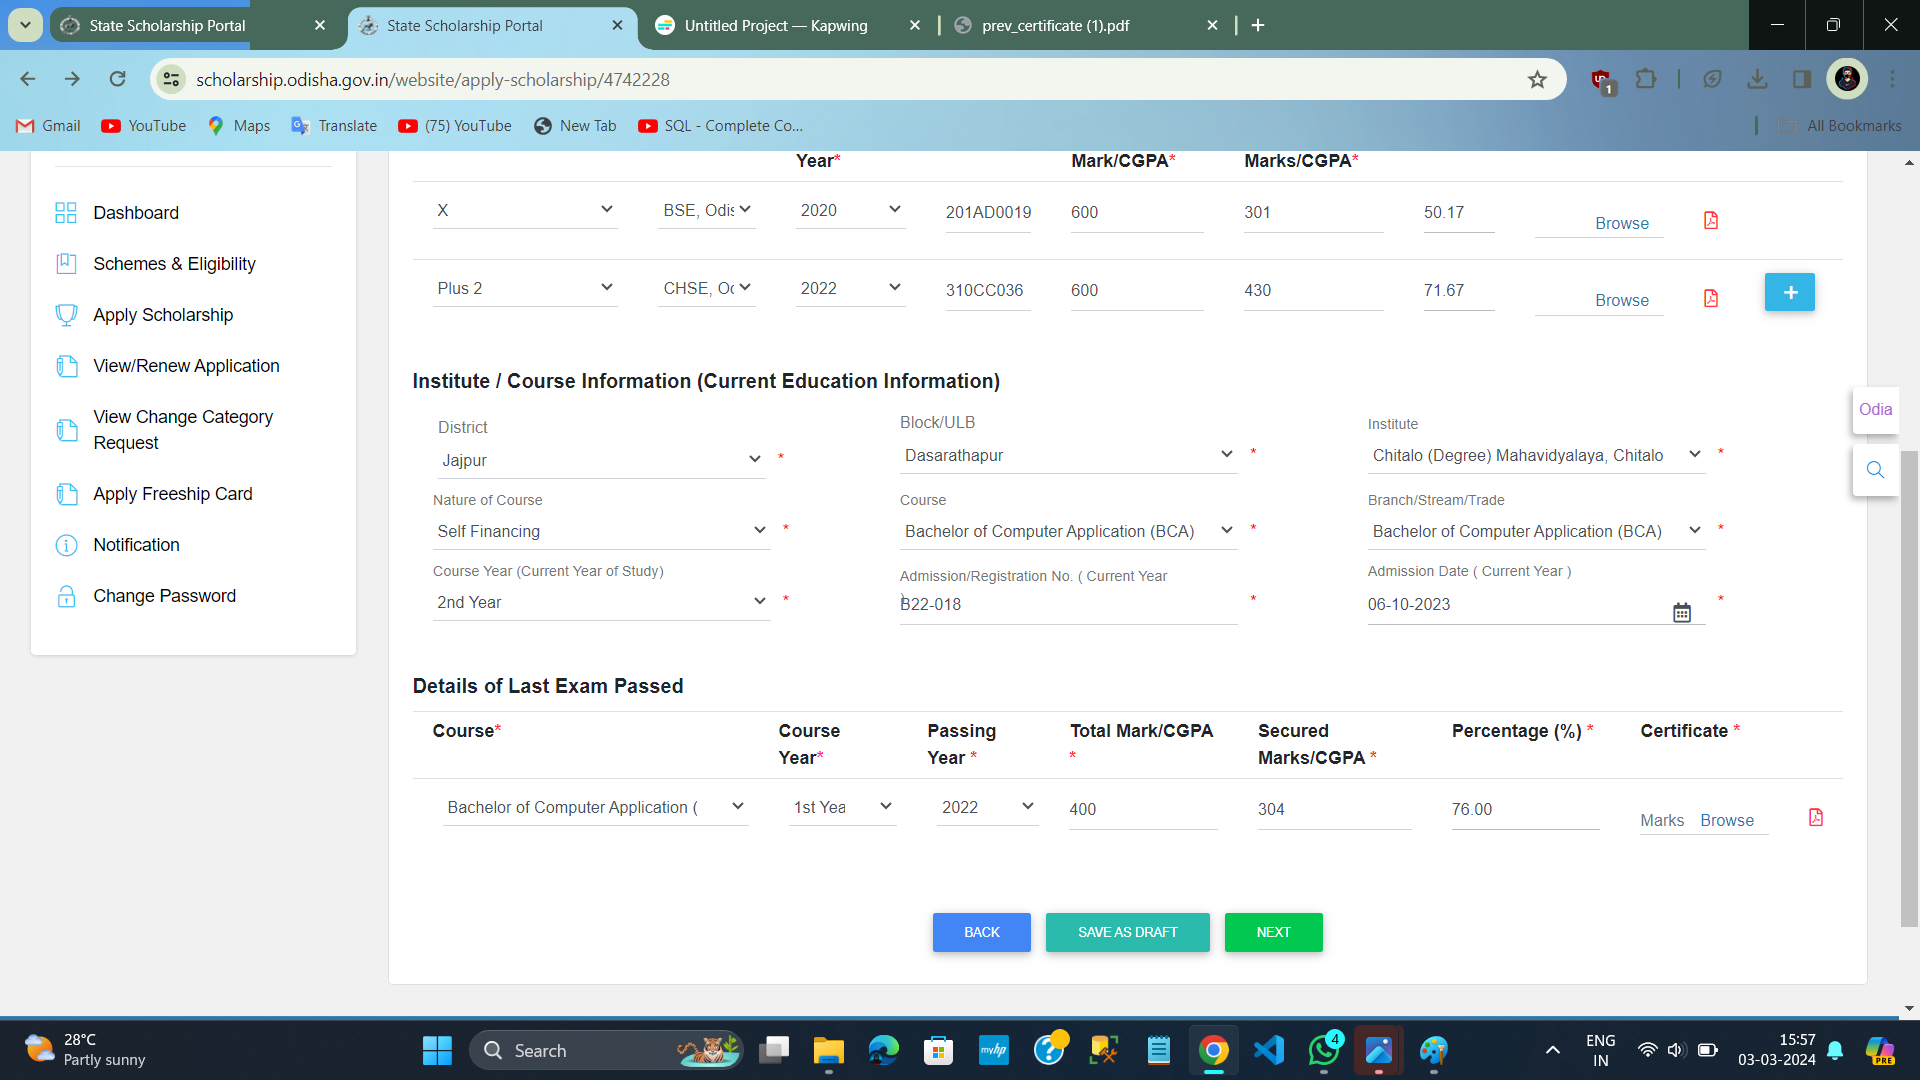 State Scholarship Portal
State Scholarship Portal
Untitled Project — Kapwing
prev_certificate (1).pdf
scholarship.odisha.gov.in/website/apply-scholarship/4742228
1
Gmail
YouTube
Maps
Translate
(75) YouTube
New Tab
SQL - Complete Co...
All Bookmarks
Dashboard
Schemes & Eligibility
Apply Scholarship
View/Renew Application
View Change Category
Request
Apply Freeship Card
Notification
Change Password
Year* Mark/CGPA* Marks/CGPA*
X BSE, Odis 2020 201AD0019 600 301 50.17 Browse
Plus 2 CHSE, Oc 2022 310CC036 600 430 71.67 Browse +
Institute / Course Information (Current Education Information)
District
Jajpur *
Block/ULB
Dasarathapur *
Institute
Chitalo (Degree) Mahavidyalaya, Chitalo *
Nature of Course
Self Financing *
Course
Bachelor of Computer Application (BCA) *
Branch/Stream/Trade
Bachelor of Computer Application (BCA) *
Course Year (Current Year of Study)
2nd Year *
Admission/Registration No. ( Current Year
)
B22-018 *
Admission Date ( Current Year )
06-10-2023 *
Odia
Details of Last Exam Passed
Course*
Course
Year*
Passing
Year *
Total Mark/CGPA
*
Secured
Marks/CGPA *
Percentage (%) *
Certificate *
Bachelor of Computer Application ( 1st Yea 2022 400 304 76.00 Marks Browse
BACK SAVE AS DRAFT NEXT
28°C
Partly sunny
Search
myhp
4
ENG
IN
15:57
03-03-2024
PRE